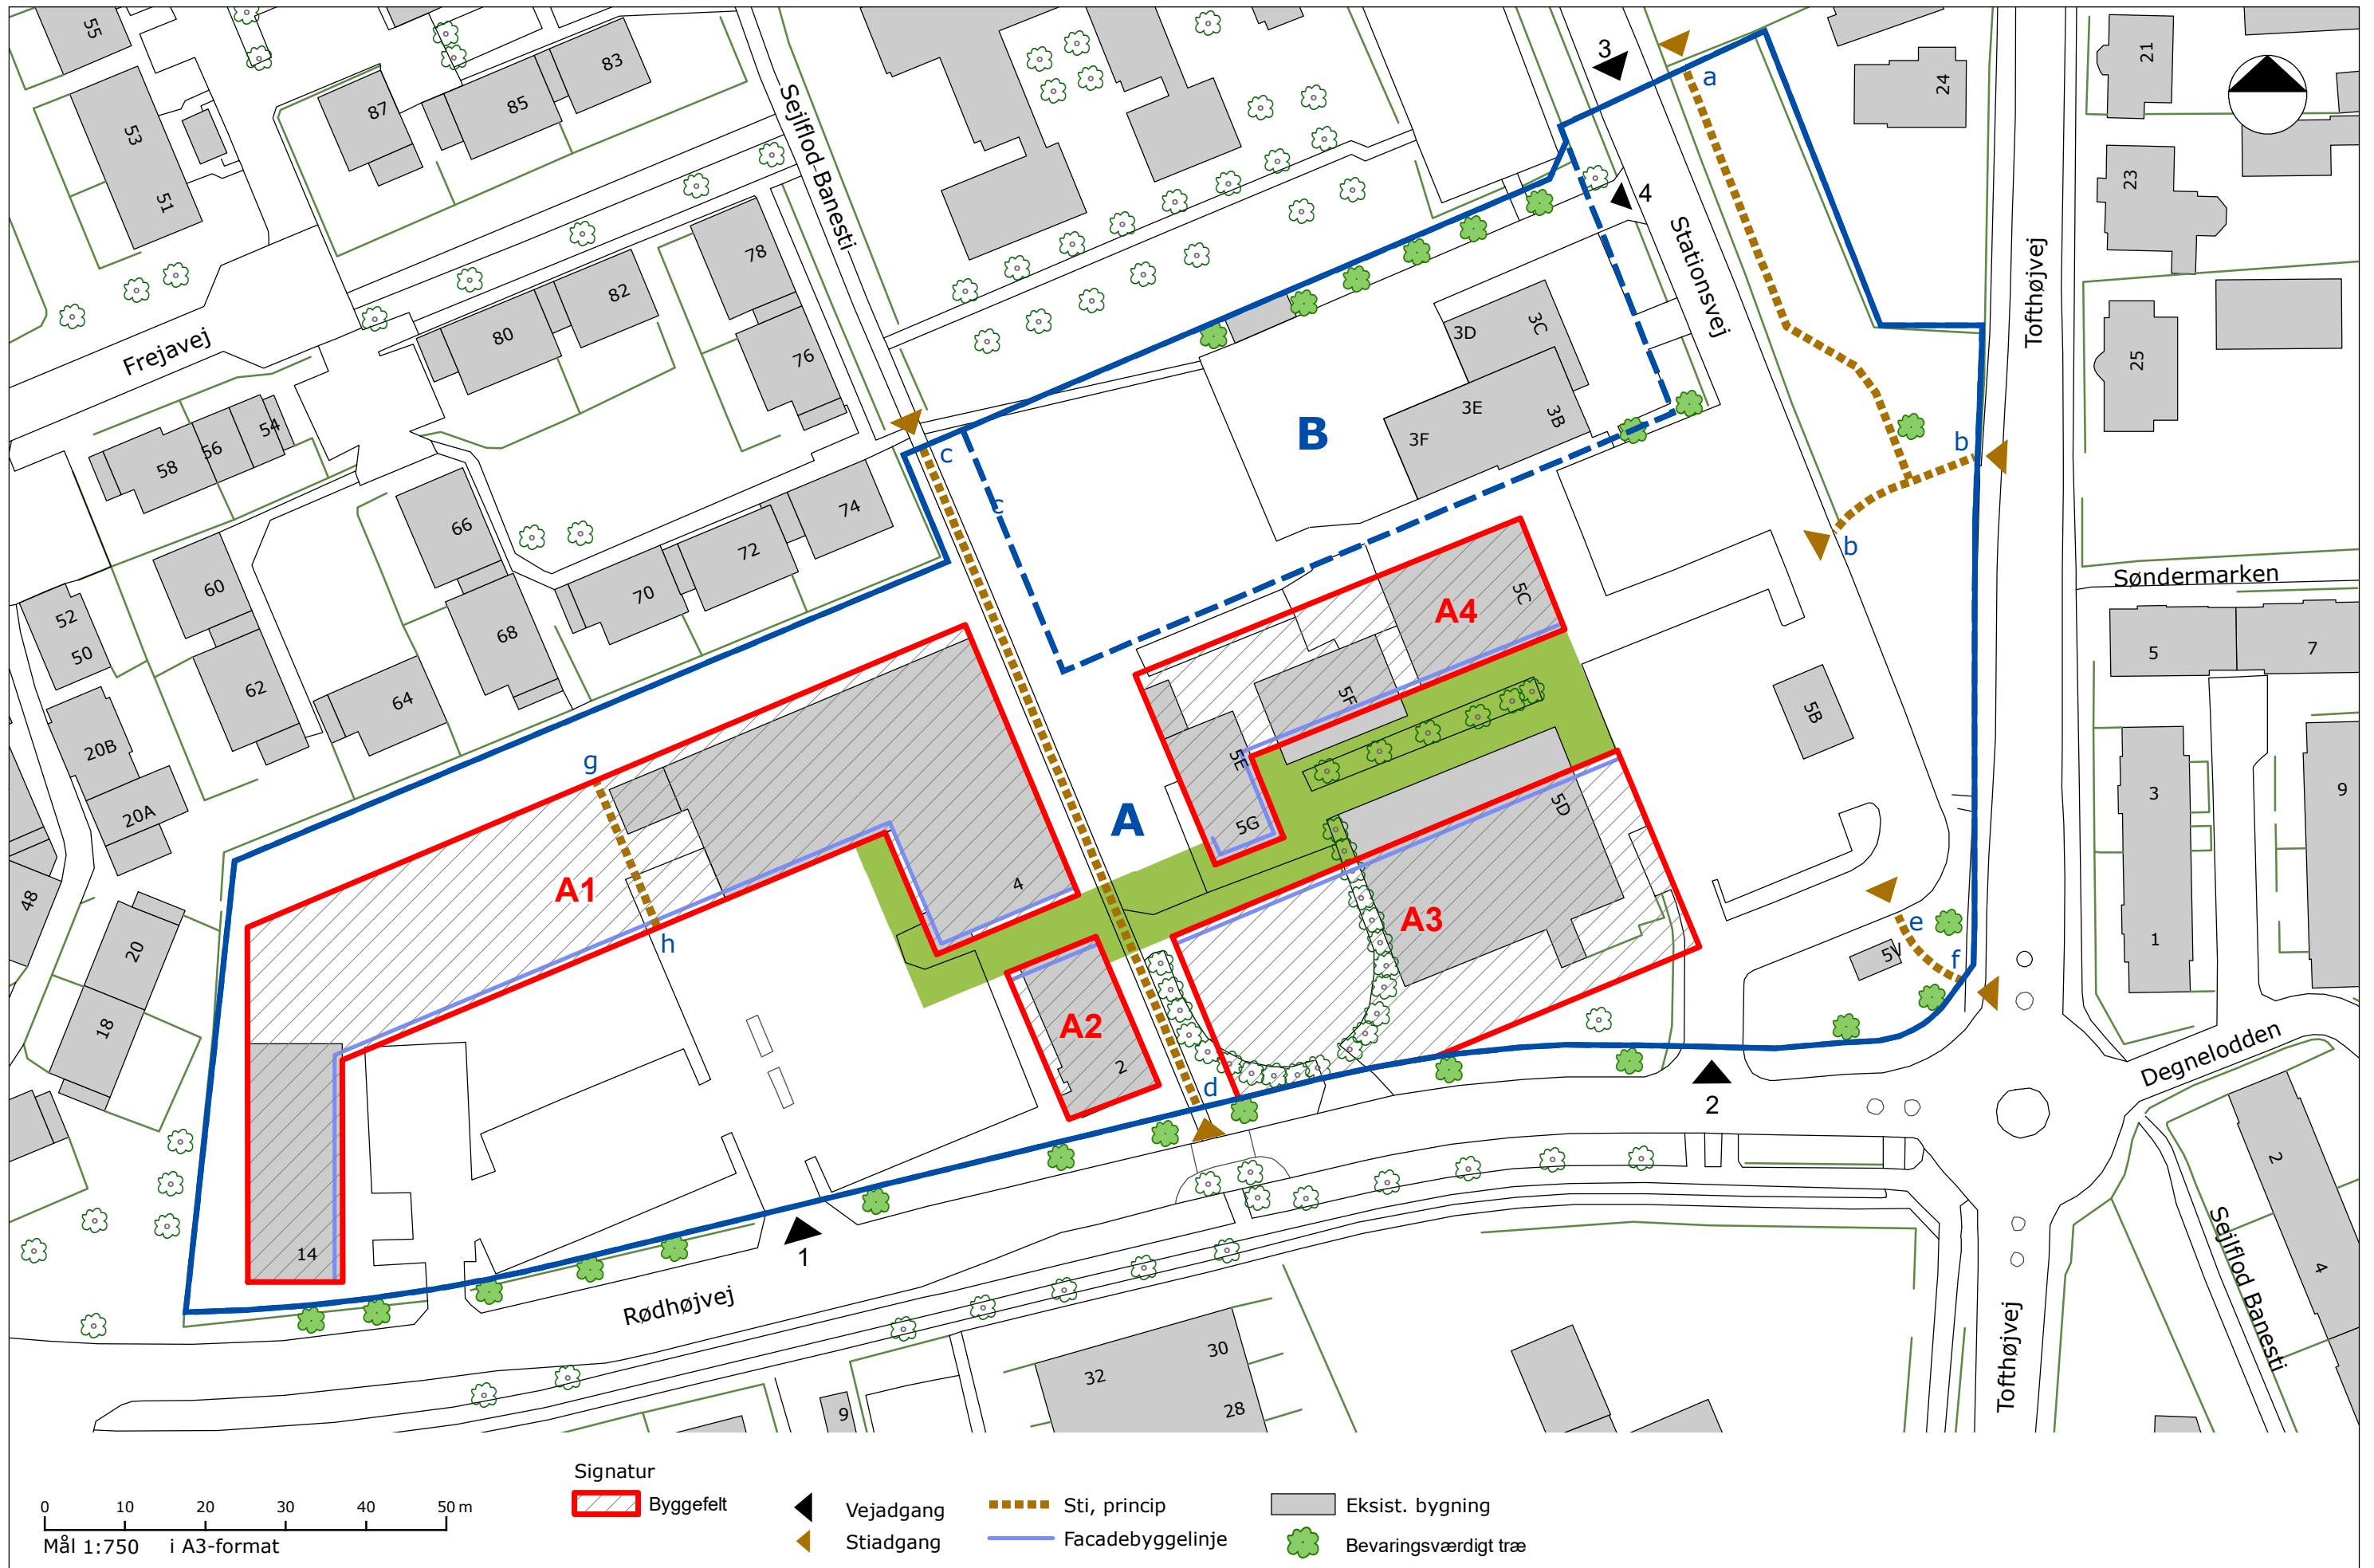 55
53
51
87
85
83
Sejlflod-Banesti
3
a
4
24
21
23
25
Stationsvej
Tofthøjvej
78
76
82
80
Frejavej
58
56
54
3D
3C
3E
3F
3B
B
c
c
b
b
74
72
70
66
68
60
62
64
52
50
20B
20A
48
20
18
Søndermarken
5
7
3
1
9
5C
A4
5F
5E
5G
5D
5B
g
A1
h
4
A
A3
A2
2
d
e
f
5V
14
1
2
Rødhøjvej
Tofthøjvej
Degnelodden
Sejlflod Banesti
2
4
32
30
28
9
Signatur
Byggefelt
Vejadgang
Stiadgang
Sti, princip
Facadebyggelinje
Eksist. bygning
Bevaringsværdigt træ
0 10 20 30 40 50 m
Mål 1:750 i A3-format